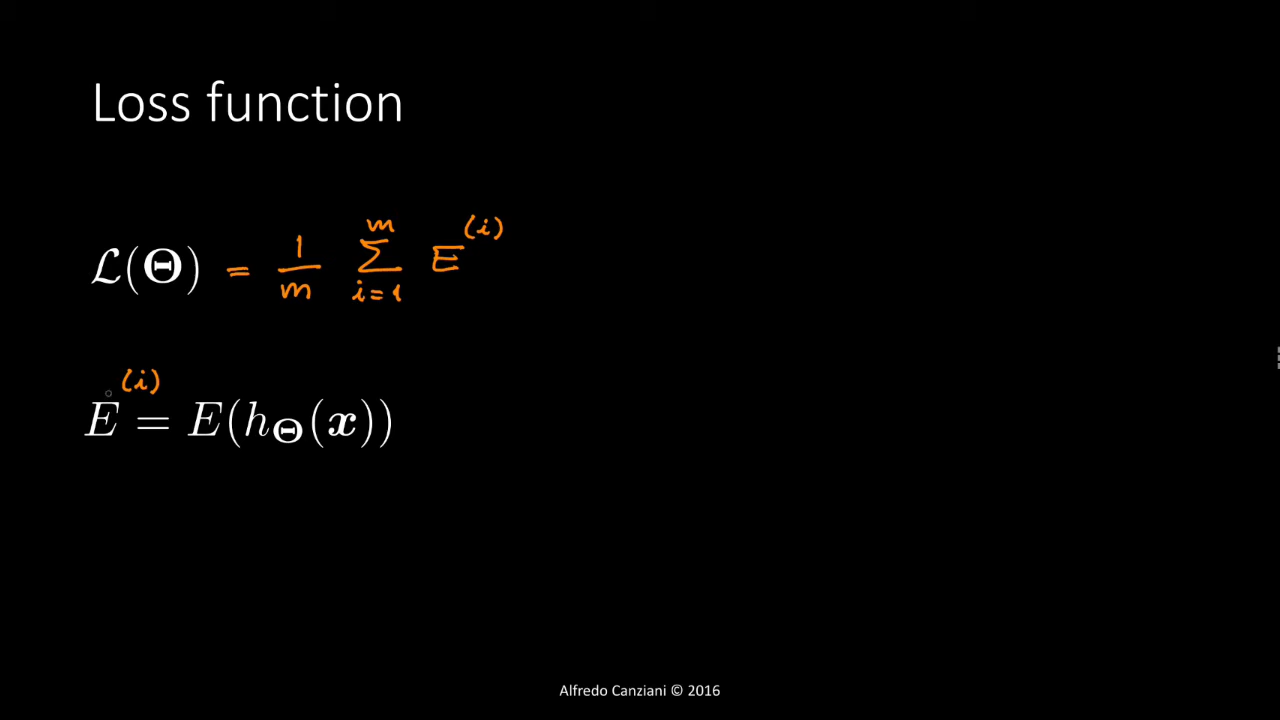 Loss function
ℒ(Θ) = 1/m Σ_{i=1}^{m} E^{(i)}
E^{(i)} = E(h_Θ(x))
Alfredo Canziani © 2016